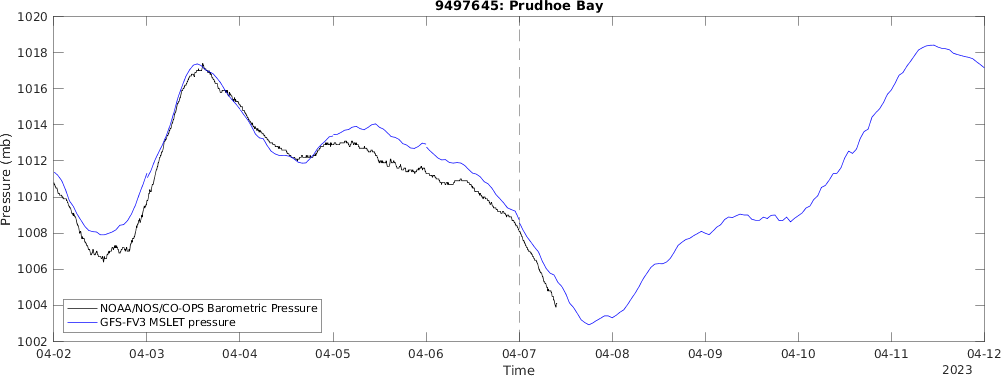 9497645: Prudhoe Bay
1020
1018
1016
1014
1012
1010
1008
1006
1004
1002
Pressure (mb)
NOAA/NOS/CO-OPS Barometric Pressure
GFS-FV3 MSLET pressure
04-02 04-03 04-04 04-05 04-06 04-07 04-08 04-09 04-10 04-11 04-12
Time
2023